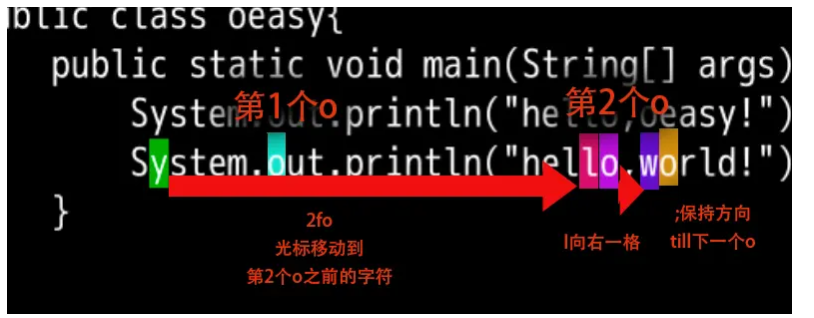 ublic class oeasy{
public static void main(String[] args)
第1个o
第2个o
System.out.println("hello,oeasy!")
System.out.println("hello,world!")
}
2fo
光标移动到
第2个o之前的字符
l向右一格
;保持方向
till下一个o